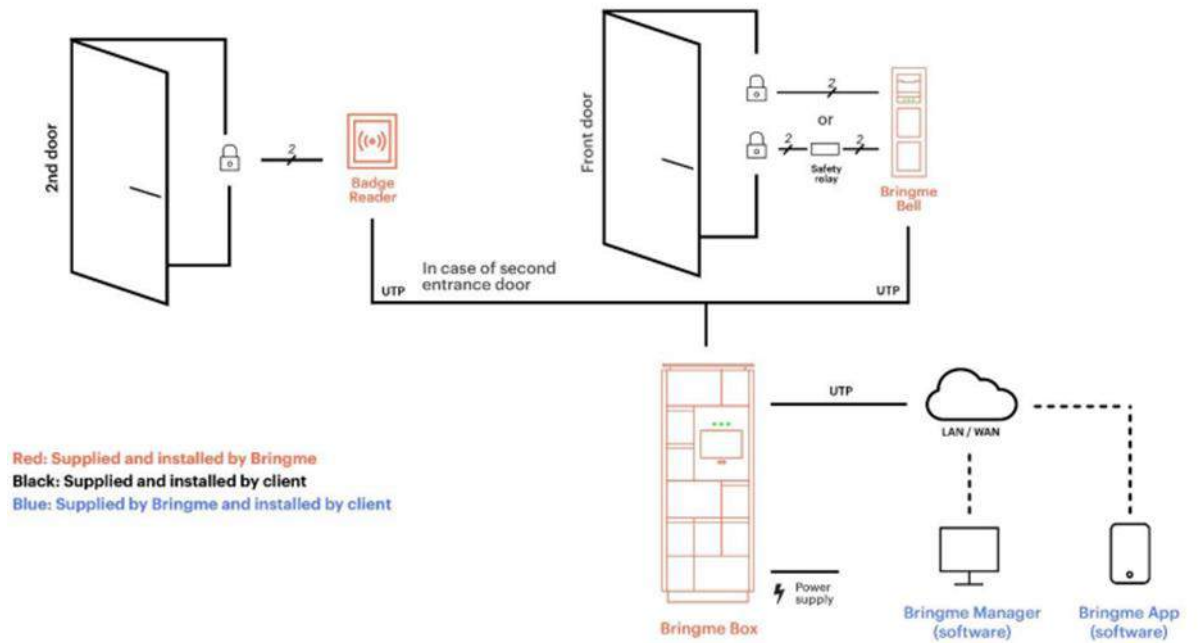 2nd door
2
Badge
Reader
Front door
2
or
2
2
Safety
relay
Bringme
Bell
In case of second
entrance door
UTP
UTP
UTP
LAN / WAN
Red: Supplied and installed by Bringme
Black: Supplied and installed by client
Blue: Supplied by Bringme and installed by client
Power
supply
Bringme Box
Bringme Manager
(software)
Bringme App
(software)